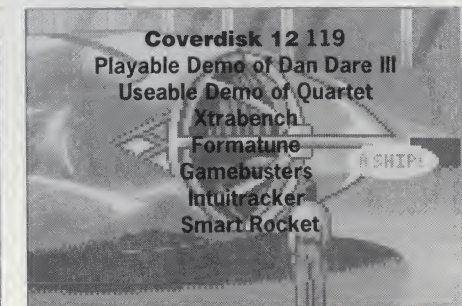 Coverdisk 12 119
Playable Demo of Dan Dare III
Useable Demo of Quartet
Xtrabench
Formatune
Gamebusters
Intuitracker
Smart Rocket
A SHIP!